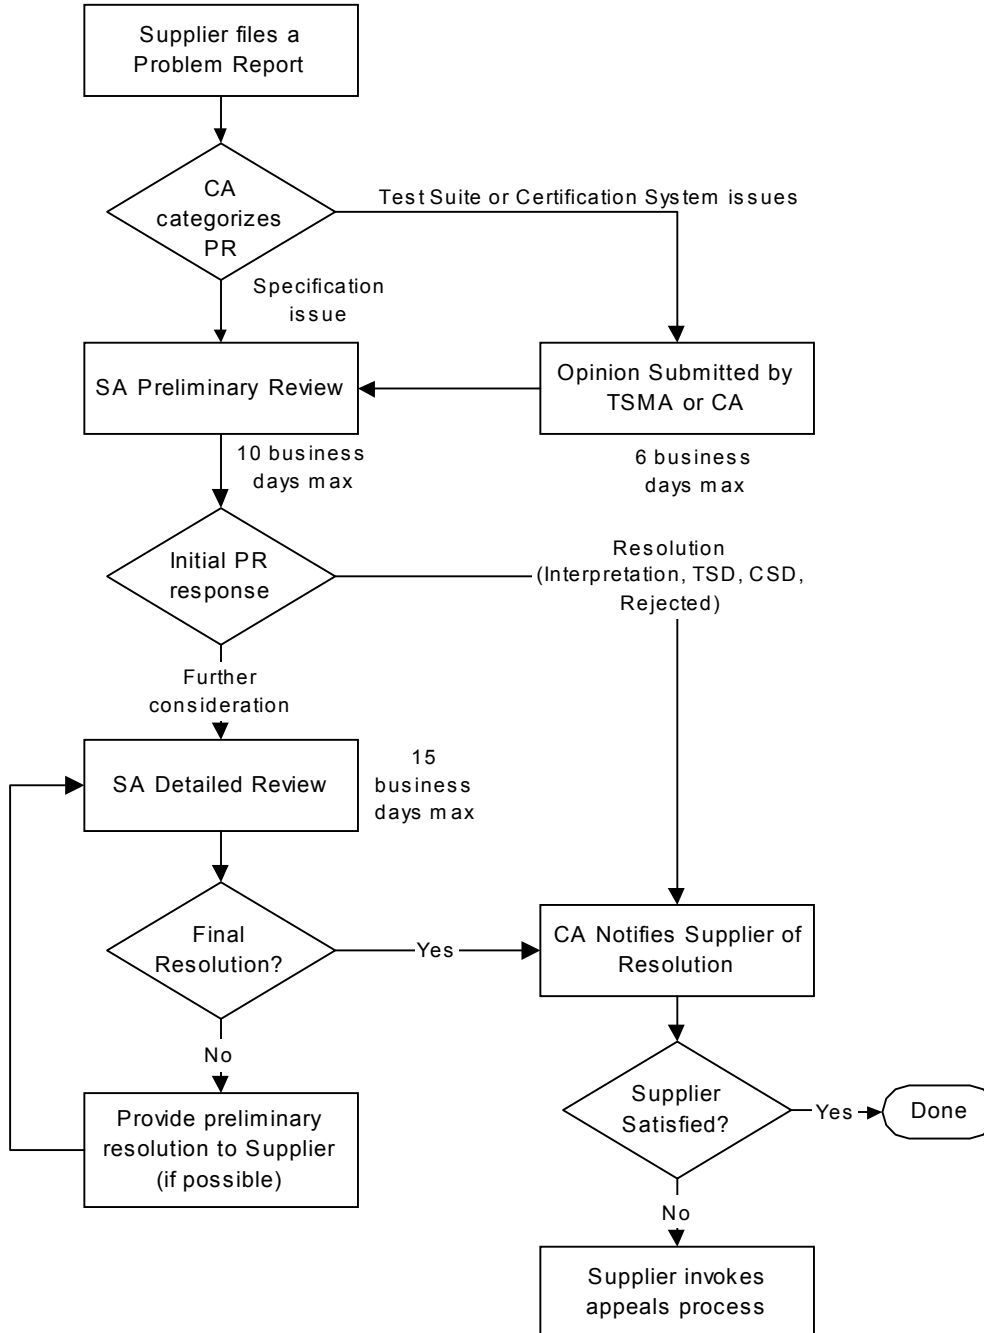 Supplier files a
Problem Report
CA
categorizes
PR
Test Suite or Certification System issues
Specification
issue
SA Preliminary Review
Opinion Submitted by
TSMA or CA
10 business
days max
6 business
days max
Initial PR
response
Resolution
(Interpretation, TSD, CSD,
Rejected)
Further
consideration
SA Detailed Review
15
business
days max
Final
Resolution?
Yes
CA Notifies Supplier of
Resolution
No
Provide preliminary
resolution to Supplier
(if possible)
Supplier
Satisfied?
Yes
Done
No
Supplier invokes
appeals process